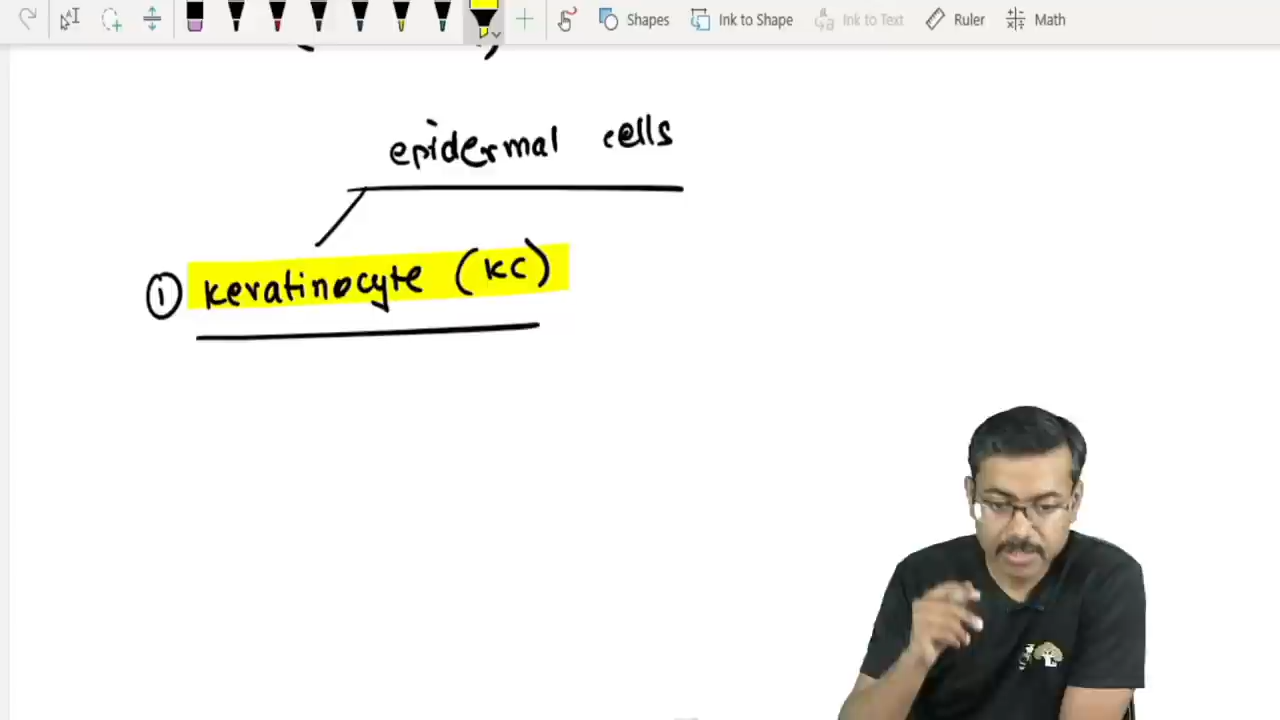 Shapes Ink to Shape Ink to Text Ruler Math
epidermal cells
① keratinocyte (KC)